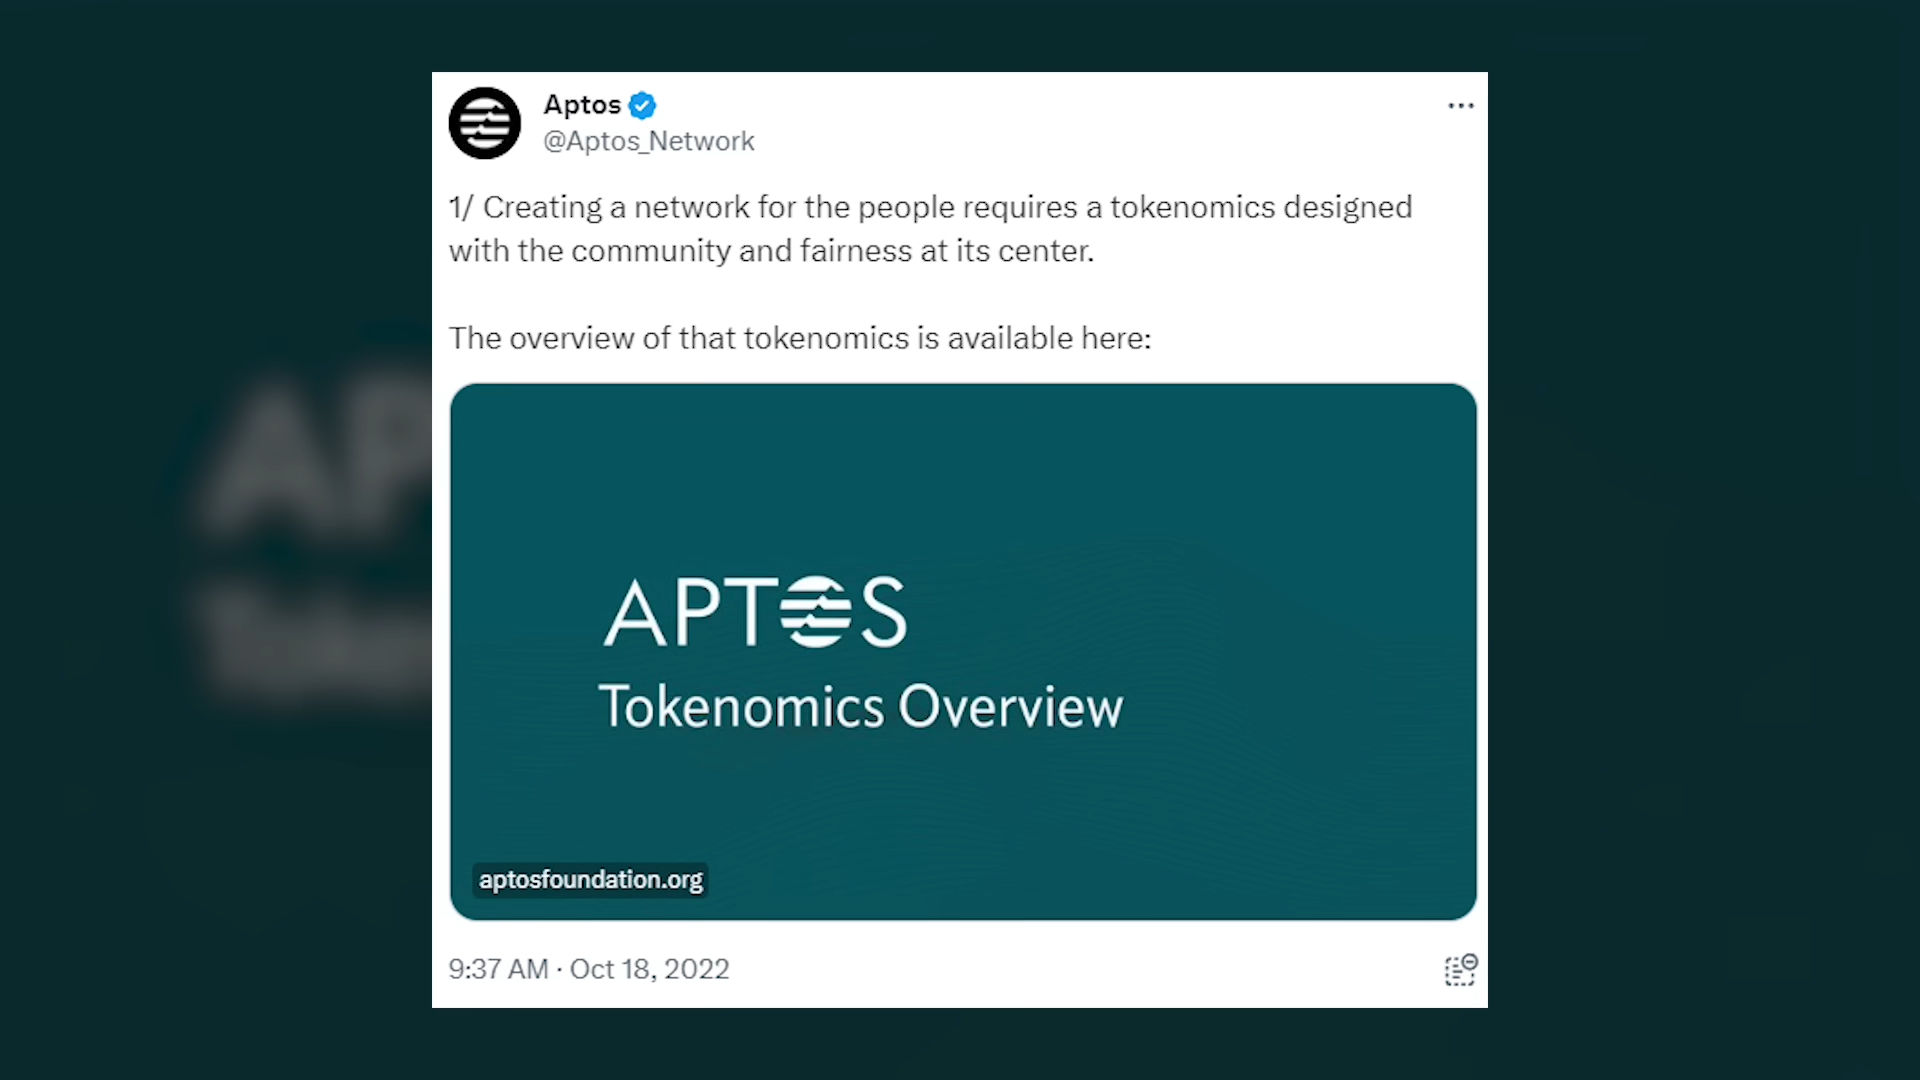 Aptos
@Aptos_Network
1/ Creating a network for the people requires a tokenomics designed
with the community and fairness at its center.
The overview of that tokenomics is available here:
APTOS
Tokenomics Overview
aptosfoundation.org
9:37 AM · Oct 18, 2022